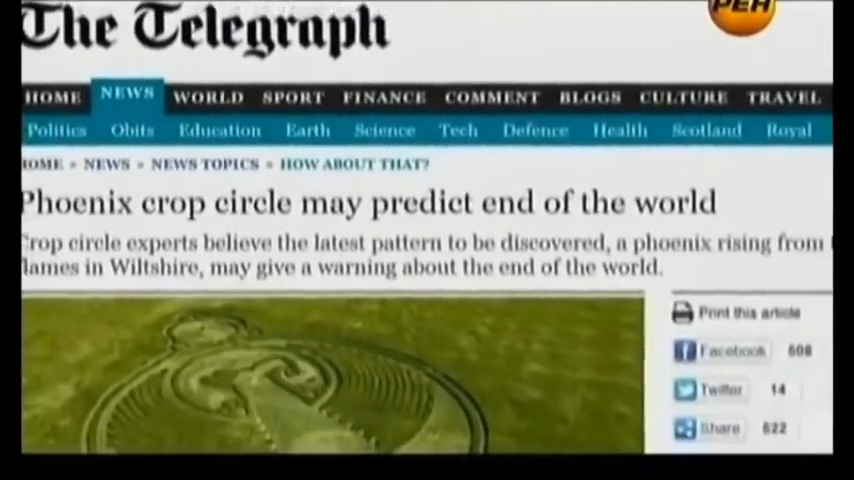 The Telegraph
РЕН
HOME NEWS WORLD SPORT FINANCE COMMENT BLOGS CULTURE TRAVEL
Politics Obits Education Earth Science Tech Defence Health Scotland Royal
OME » NEWS » NEWS TOPICS » HOW ABOUT THAT?
Phoenix crop circle may predict end of the world
Crop circle experts believe the latest pattern to be discovered, a phoenix rising from
lames in Wiltshire, may give a warning about the end of the world.
Print this article
Facebook 608
Twitter 14
Share 622